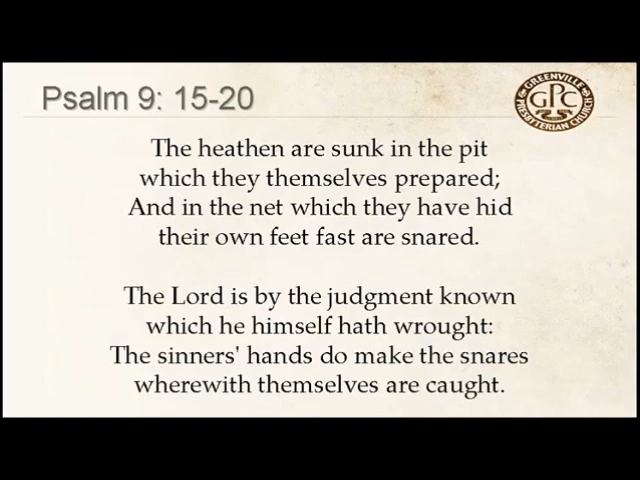 Psalm 9: 15-20
GREENVILLE
GPC
PRESBYTERIAN CHURCH
The heathen are sunk in the pit
which they themselves prepared;
And in the net which they have hid
their own feet fast are snared.
The Lord is by the judgment known
which he himself hath wrought:
The sinners' hands do make the snares
wherewith themselves are caught.